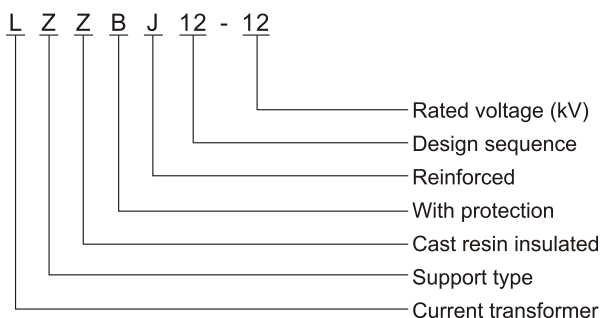 L Z Z B J 12 - 12
Rated voltage (kV)
Design sequence
Reinforced
With protection
Cast resin insulated
Support type
Current transformer